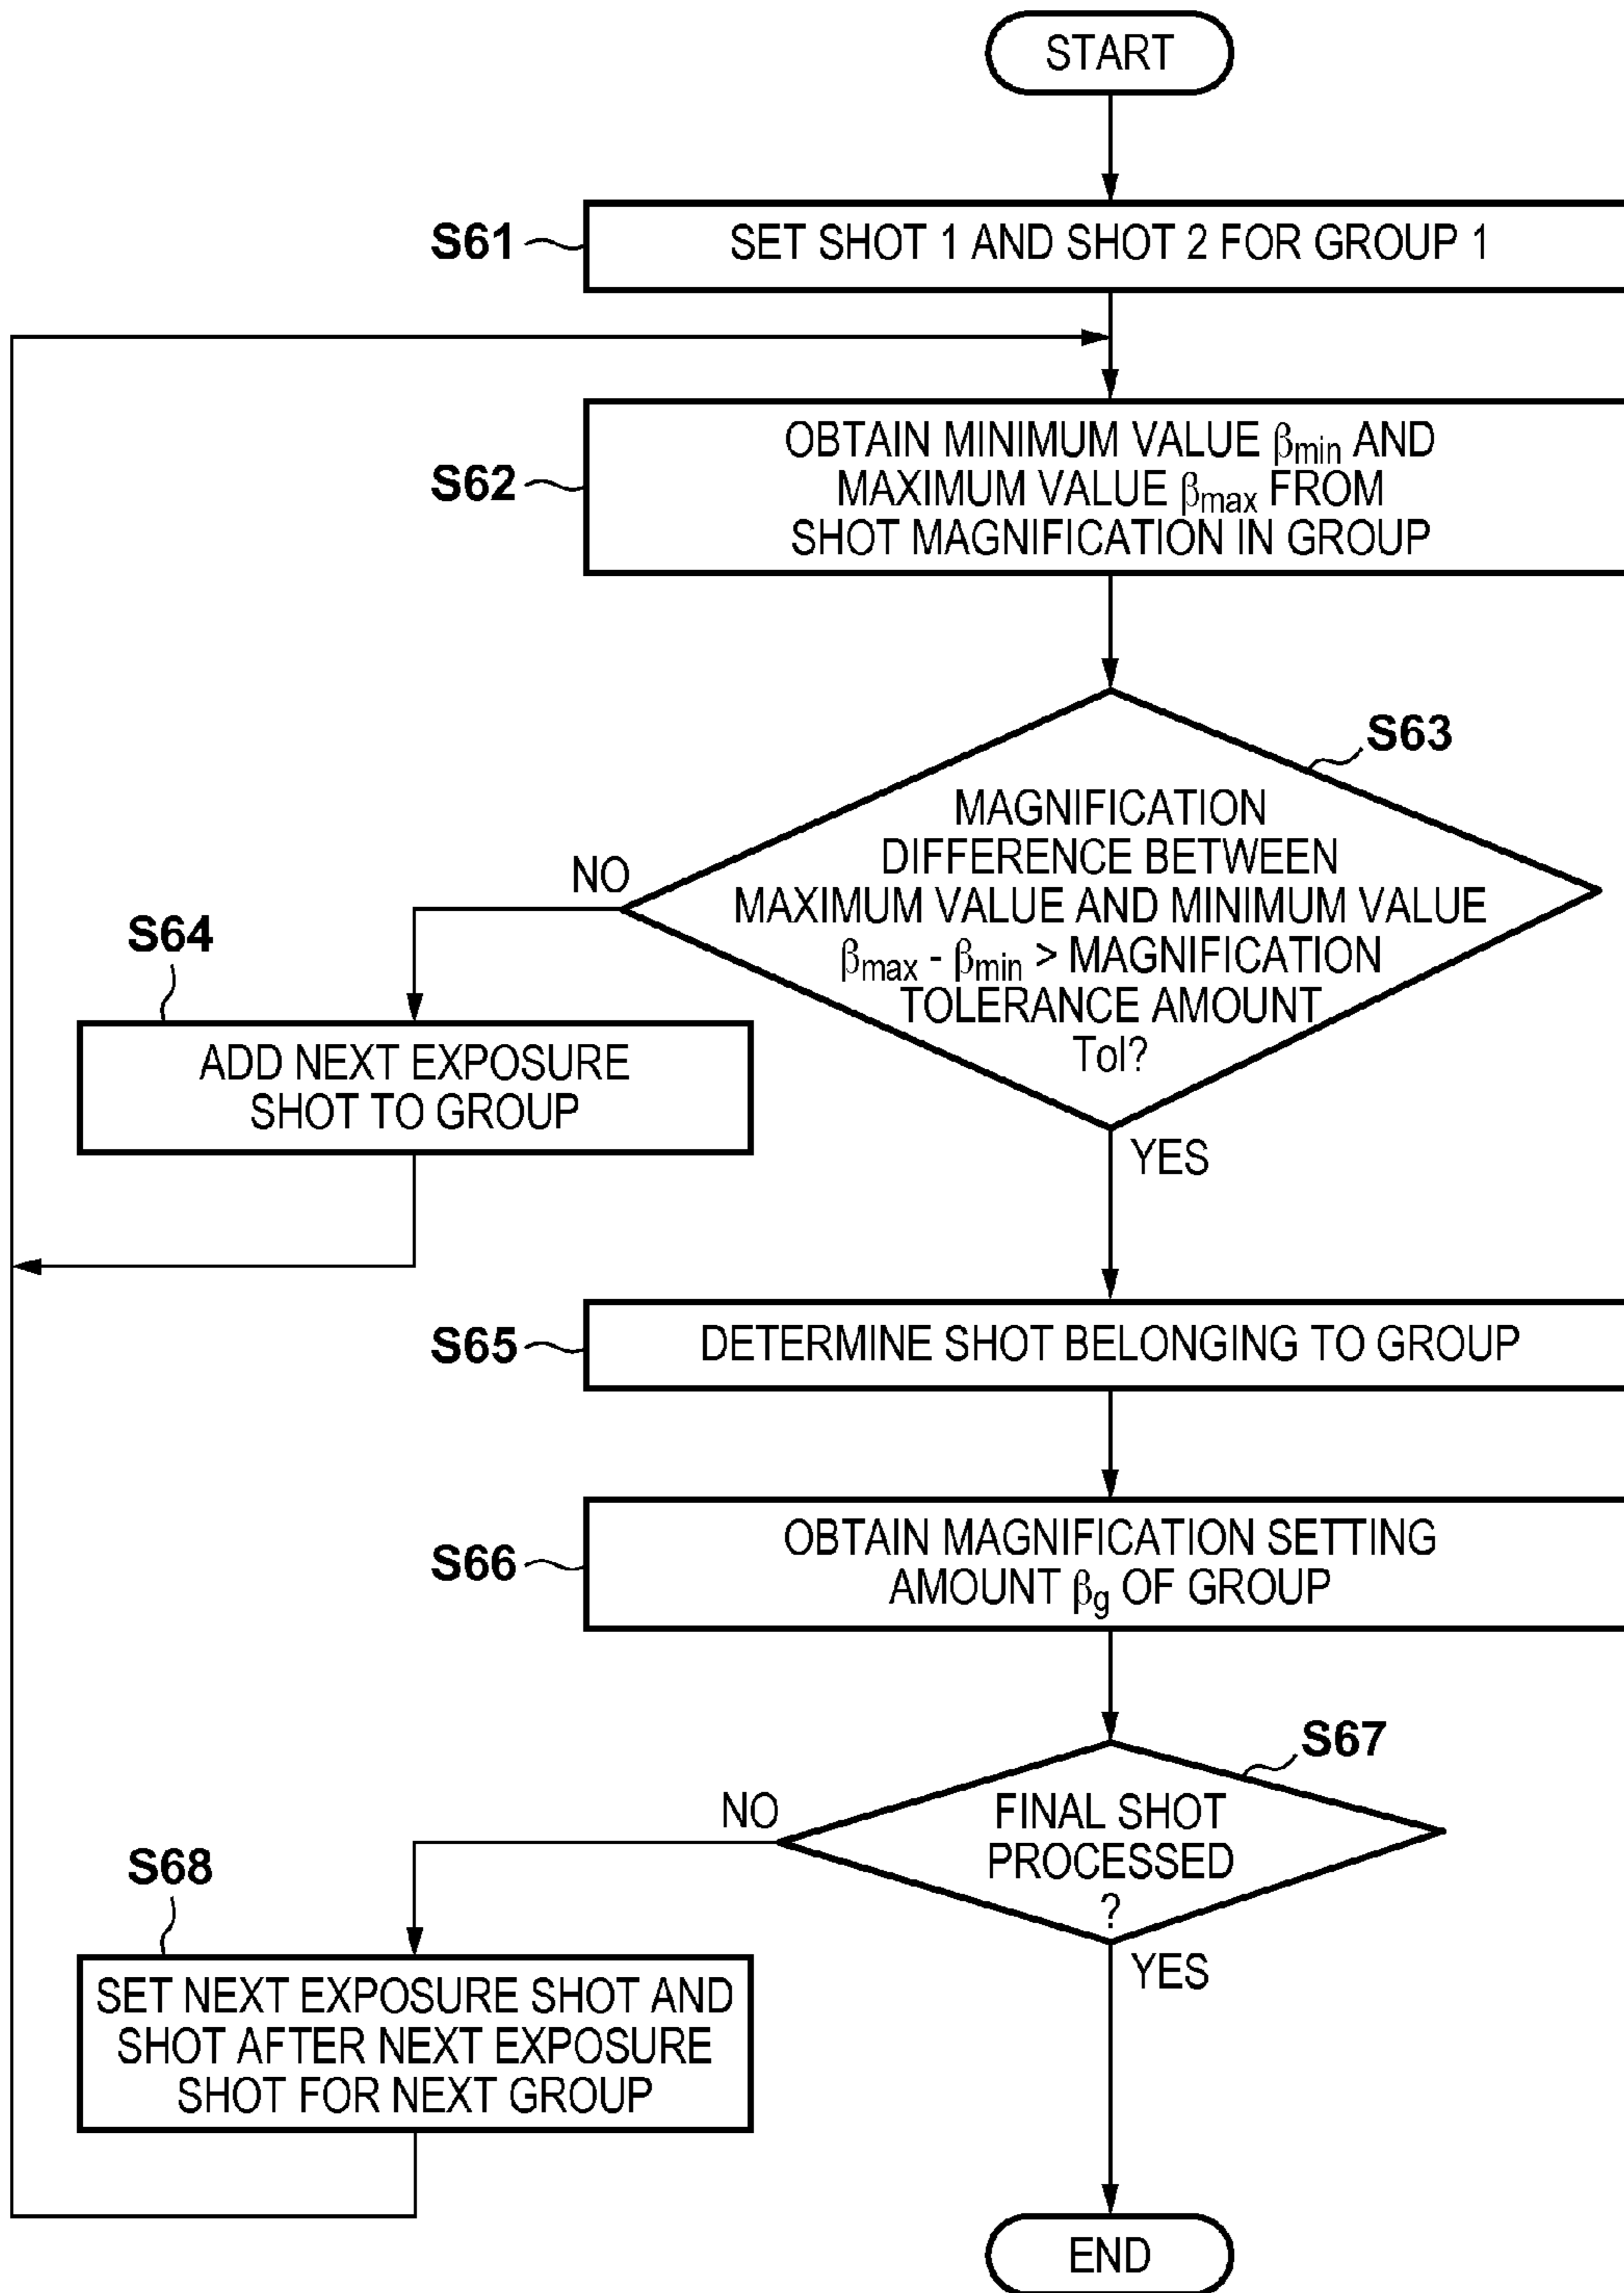 START
S61
SET SHOT 1 AND SHOT 2 FOR GROUP 1
S62
OBTAIN MINIMUM VALUE βmin AND
MAXIMUM VALUE βmax FROM
SHOT MAGNIFICATION IN GROUP
S63
MAGNIFICATION
DIFFERENCE BETWEEN
MAXIMUM VALUE AND MINIMUM VALUE
βmax - βmin > MAGNIFICATION
TOLERANCE AMOUNT
Tol?
NO
YES
S64
ADD NEXT EXPOSURE
SHOT TO GROUP
S65
DETERMINE SHOT BELONGING TO GROUP
S66
OBTAIN MAGNIFICATION SETTING
AMOUNT βg OF GROUP
S67
FINAL SHOT
PROCESSED
?
NO
YES
S68
SET NEXT EXPOSURE SHOT AND
SHOT AFTER NEXT EXPOSURE
SHOT FOR NEXT GROUP
END